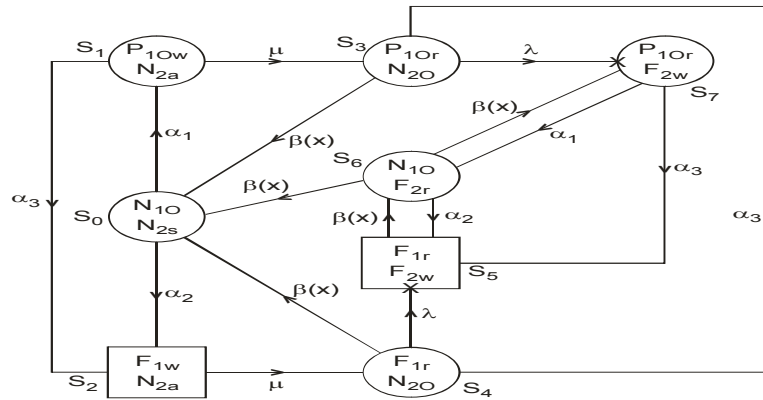 S1
P1Ow
N2a
μ
S3
P1Or
N2O
λ
P1Or
F2w
S7
β(x)
α1
α1
β(x)
S6
N1O
F2r
α3
α3
α3
β(x)
S0
N1O
N2s
β(x)
α2
F1r
F2w
S5
α2
β(x)
λ
F1w
N2a
S2
μ
F1r
N2O
S4